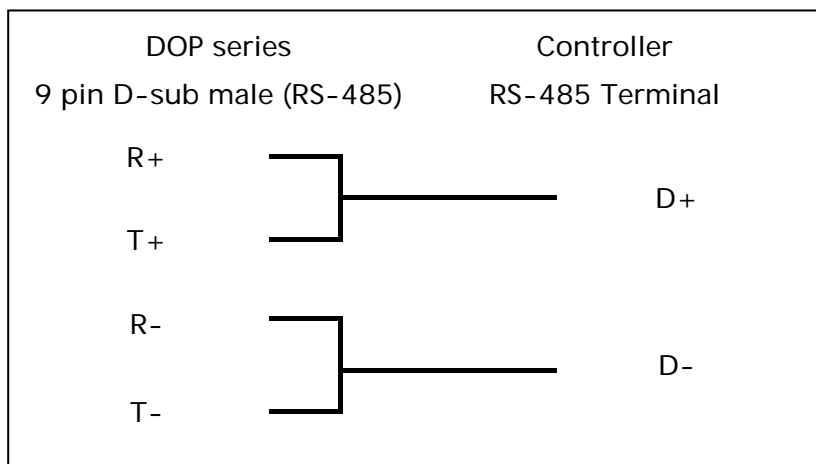 DOP series Controller
9 pin D-sub male (RS-485) RS-485 Terminal
R+
D+
T+
R-
D-
T-